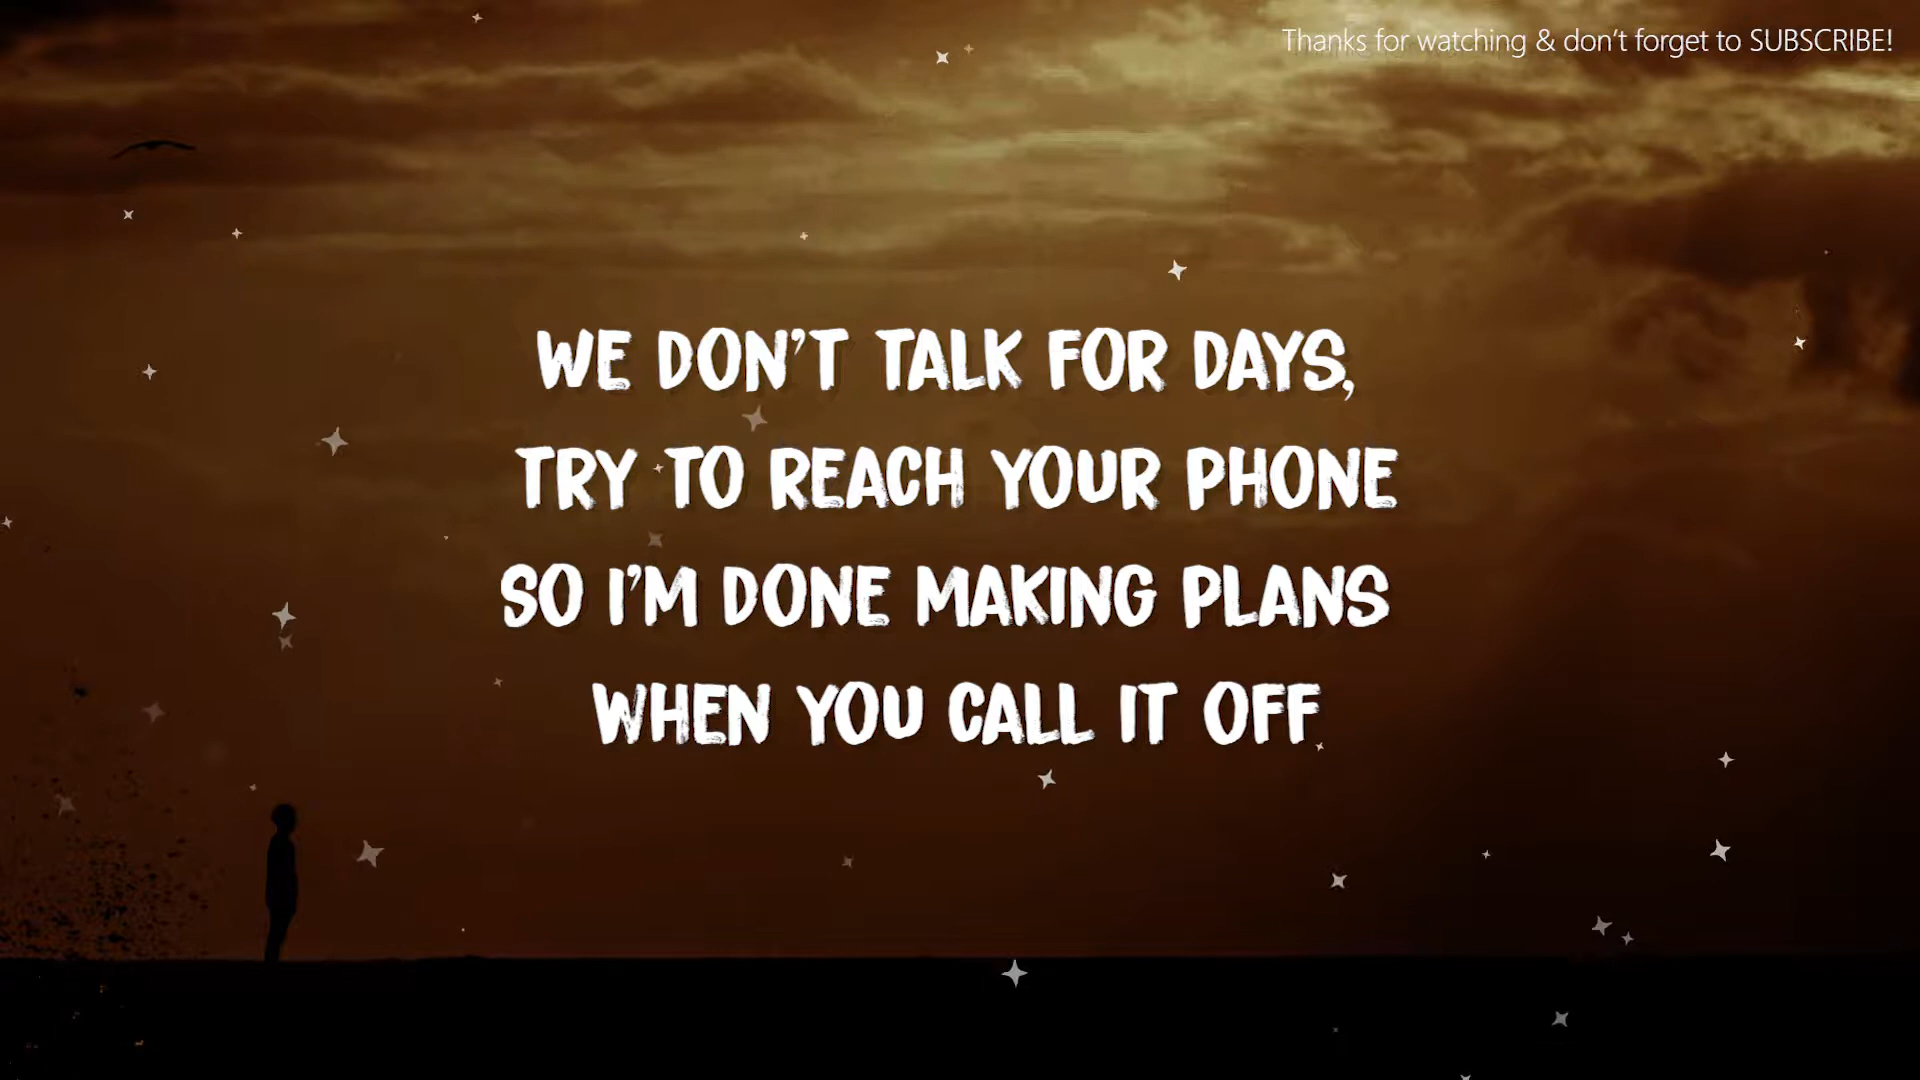 Thanks for watching & don't forget to SUBSCRIBE!
WE DON'T TALK FOR DAYS,
TRY TO REACH YOUR PHONE
SO I'M DONE MAKING PLANS
WHEN YOU CALL IT OFF